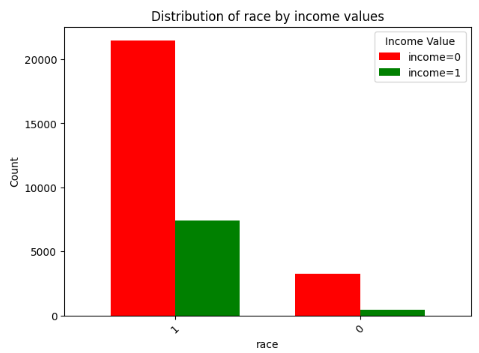 Distribution of race by income values
Income Value
income=0
income=1
Count
20000
15000
10000
5000
0
1
0
race